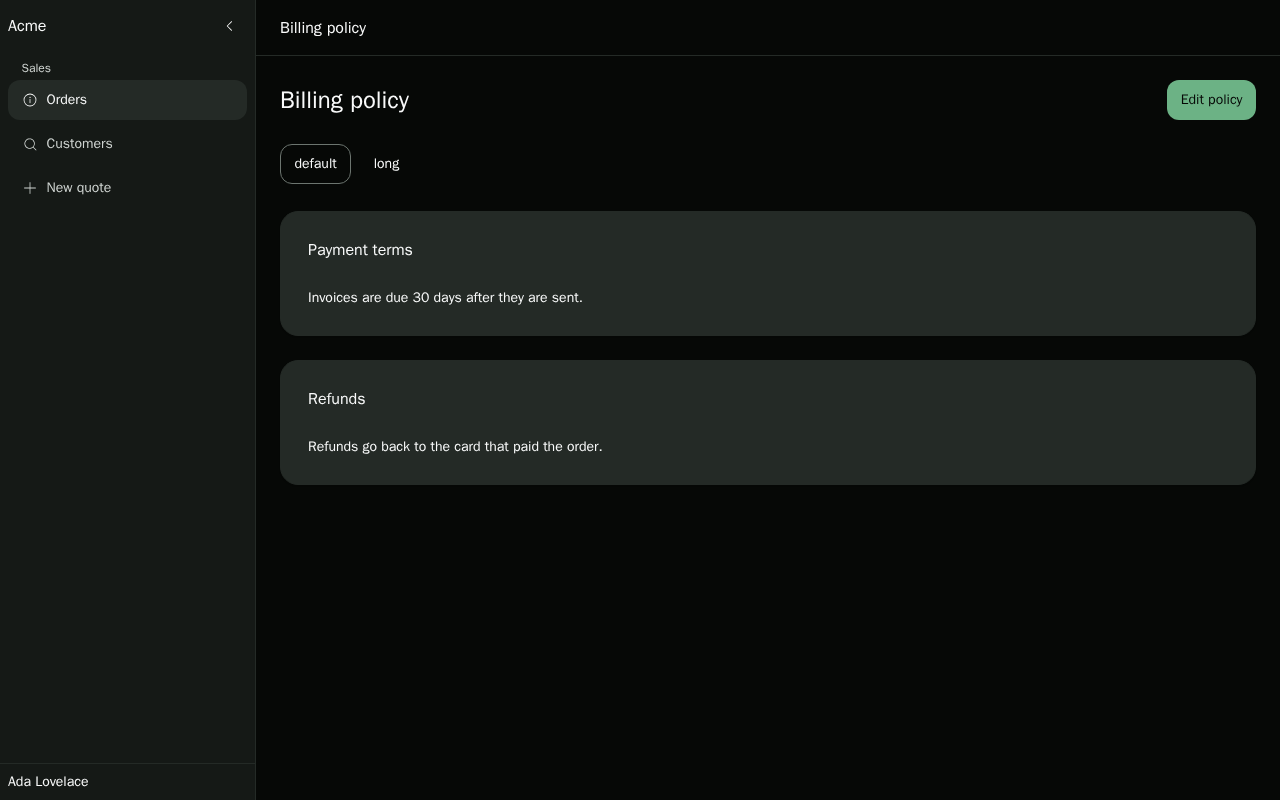 Acme
Sales
Orders
Customers
New quote
Ada Lovelace
Billing policy
Billing policy
Edit policy
default
long
Payment terms
Invoices are due 30 days after they are sent.
Refunds
Refunds go back to the card that paid the order.